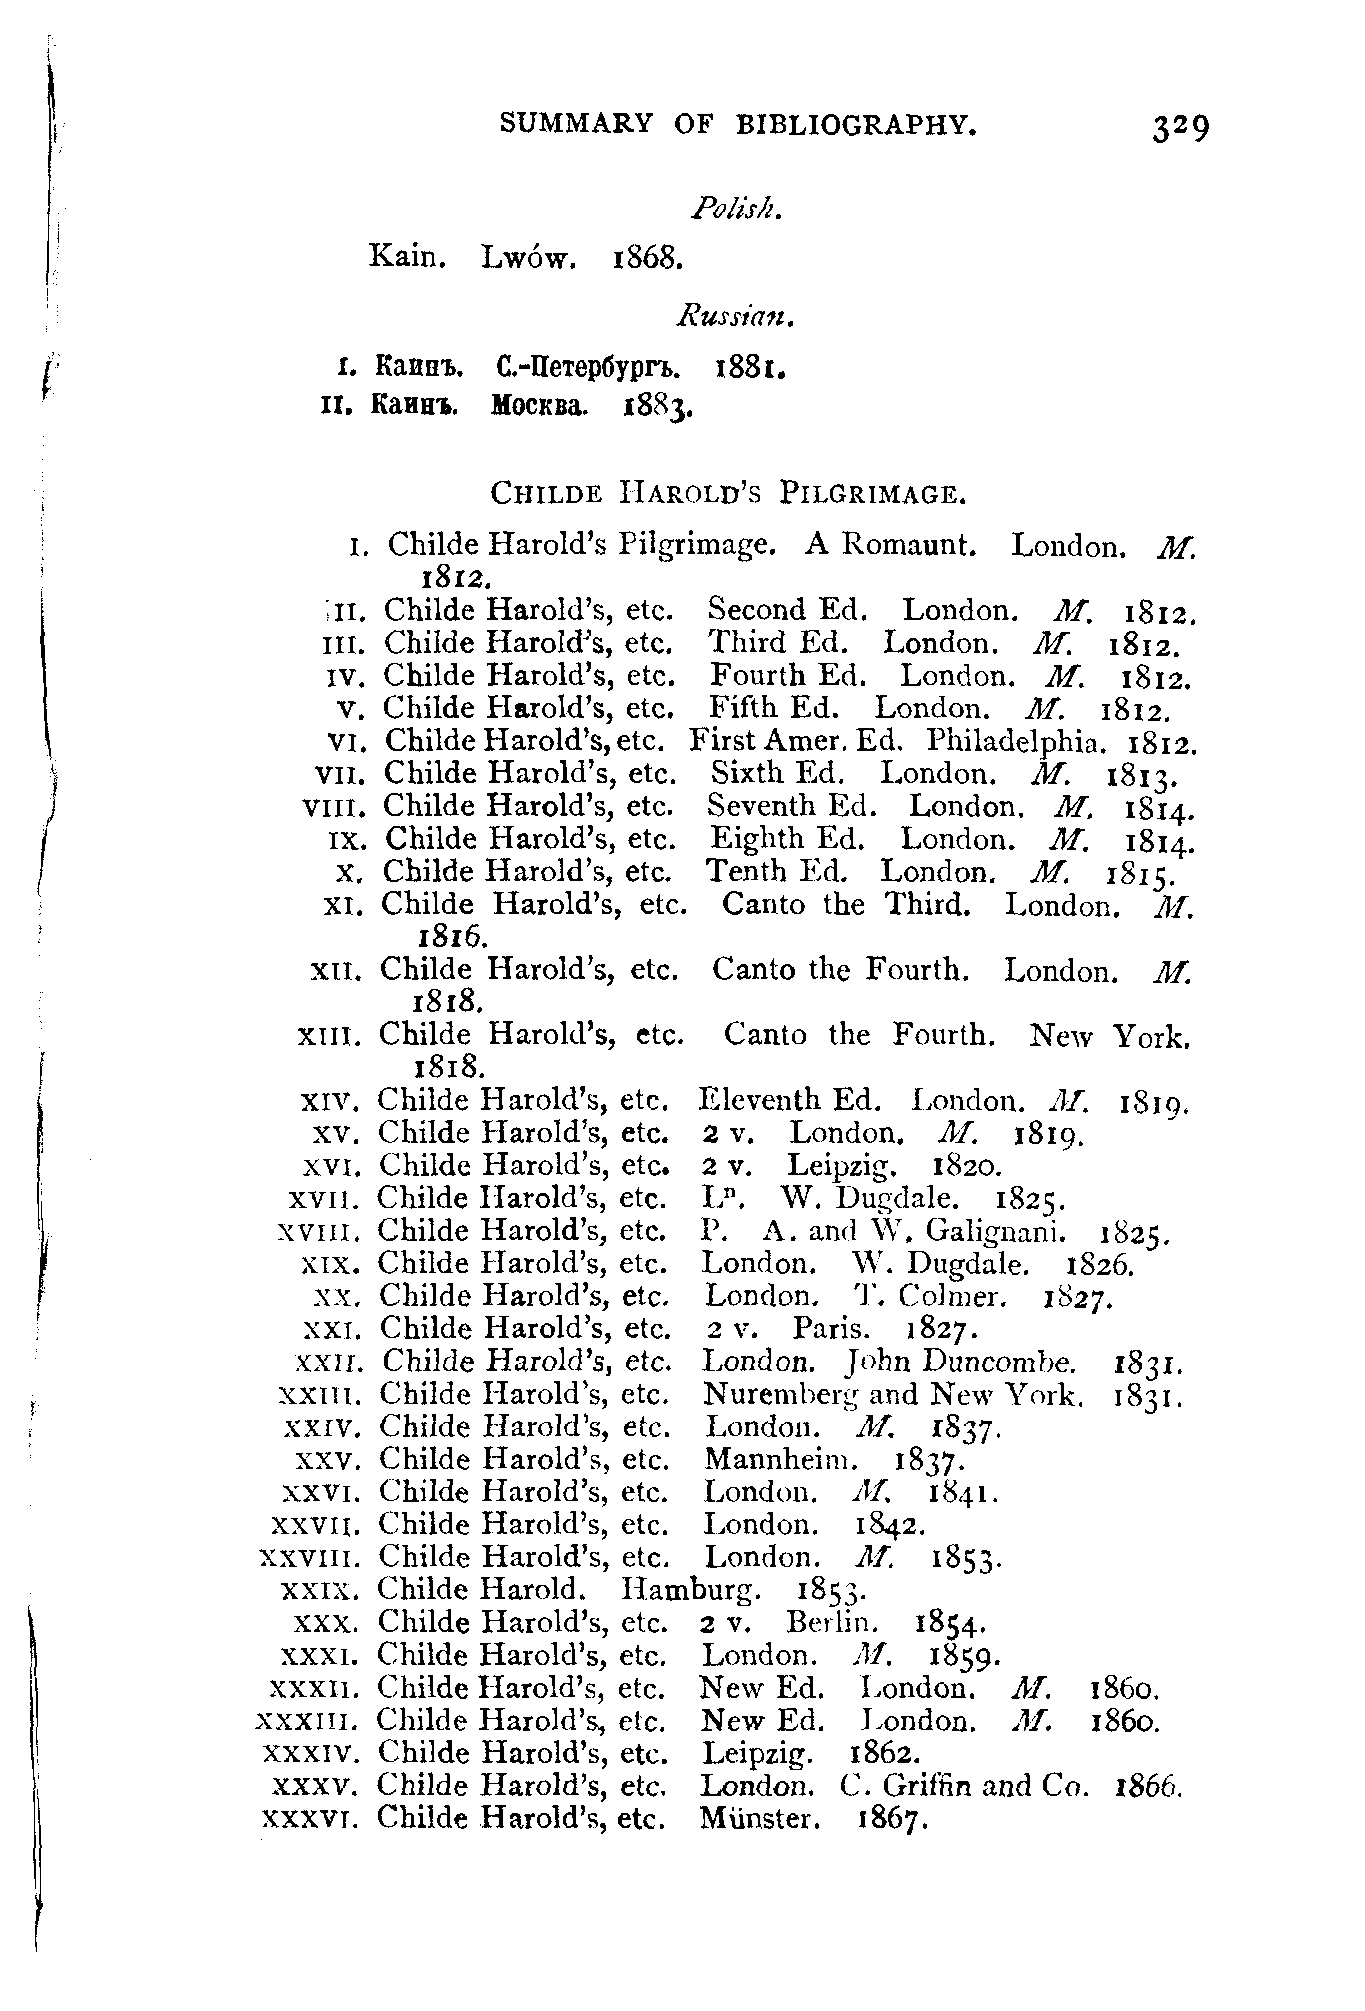 SUMMARY OF BIBLIOGRAPHY. 329
Polish.
Kain. Lwów. 1868.
Russian.
I. Каинъ. С.-Петербургъ. 1881.
II. Каинъ. Москва. 1883.
CHILDE HAROLD'S PILGRIMAGE.
I. Childe Harold's Pilgrimage. A Romaunt. London. M.
1812.
II. Childe Harold's, etc. Second Ed. London. M. 1812.
III. Childe Harold's, etc. Third Ed. London. M. 1812.
IV. Childe Harold's, etc. Fourth Ed. London. M. 1812.
V. Childe Harold's, etc. Fifth Ed. London. M. 1812.
VI. Childe Harold's, etc. First Amer. Ed. Philadelphia. 1812.
VII. Childe Harold's, etc. Sixth Ed. London. M. 1813.
VIII. Childe Harold's, etc. Seventh Ed. London. M. 1814.
IX. Childe Harold's, etc. Eighth Ed. London. M. 1814.
X. Childe Harold's, etc. Tenth Ed. London. M. 1815.
XI. Childe Harold's, etc. Canto the Third. London. M.
1816.
XII. Childe Harold's, etc. Canto the Fourth. London. M.
1818.
XIII. Childe Harold's, etc. Canto the Fourth. New York.
1818.
XIV. Childe Harold's, etc. Eleventh Ed. London. M. 1819.
XV. Childe Harold's, etc. 2 v. London. M. 1819.
XVI. Childe Harold's, etc. 2 v. Leipzig. 1820.
XVII. Childe Harold's, etc. Lⁿ. W. Dugdale. 1825.
XVIII. Childe Harold's, etc. P. A. and W. Galignani. 1825.
XIX. Childe Harold's, etc. London. W. Dugdale. 1826.
XX. Childe Harold's, etc. London. T. Colmer. 1827.
XXI. Childe Harold's, etc. 2 v. Paris. 1827.
XXII. Childe Harold's, etc. London. John Duncombe. 1831.
XXIII. Childe Harold's, etc. Nuremberg and New York. 1831.
XXIV. Childe Harold's, etc. London. M. 1837.
XXV. Childe Harold's, etc. Mannheim. 1837.
XXVI. Childe Harold's, etc. London. M. 1841.
XXVII. Childe Harold's, etc. London. 1842.
XXVIII. Childe Harold's, etc. London. M. 1853.
XXIX. Childe Harold. Hamburg. 1853.
XXX. Childe Harold's, etc. 2 v. Berlin. 1854.
XXXI. Childe Harold's, etc. London. M. 1859.
XXXII. Childe Harold's, etc. New Ed. London. M. 1860.
XXXIII. Childe Harold's, etc. New Ed. London. M. 1860.
XXXIV. Childe Harold's, etc. Leipzig. 1862.
XXXV. Childe Harold's, etc. London. C. Griffin and Co. 1866.
XXXVI. Childe Harold's, etc. Münster. 1867.